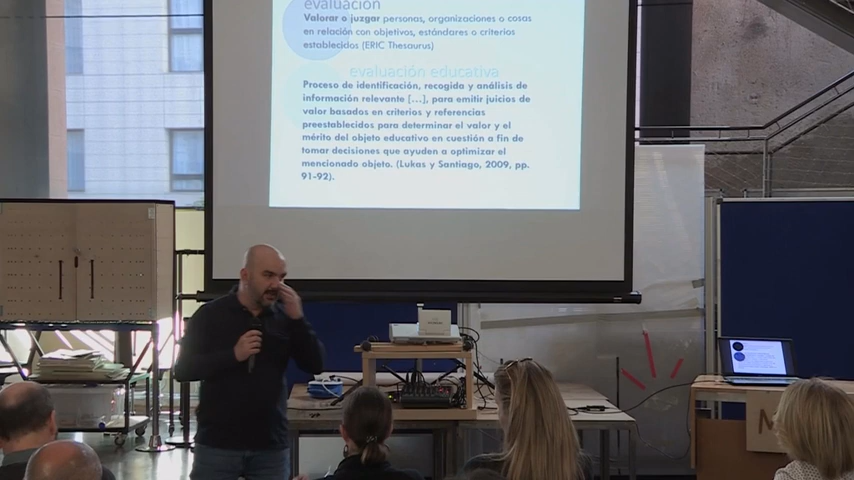 evaluación
Valorar o juzgar personas, organizaciones o cosas
en relación con objetivos, estándares o criterios
establecidos (ERIC Thesaurus)
evaluación educativa
Proceso de identificación, recogida y análisis de
información relevante [...], para emitir juicios de
valor basados en criterios y referencias
preestablecidos para determinar el valor y el
mérito del objeto educativo en cuestión a fin de
tomar decisiones que ayuden a optimizar el
mencionado objeto. (Lukas y Santiago, 2009, pp.
91-92).